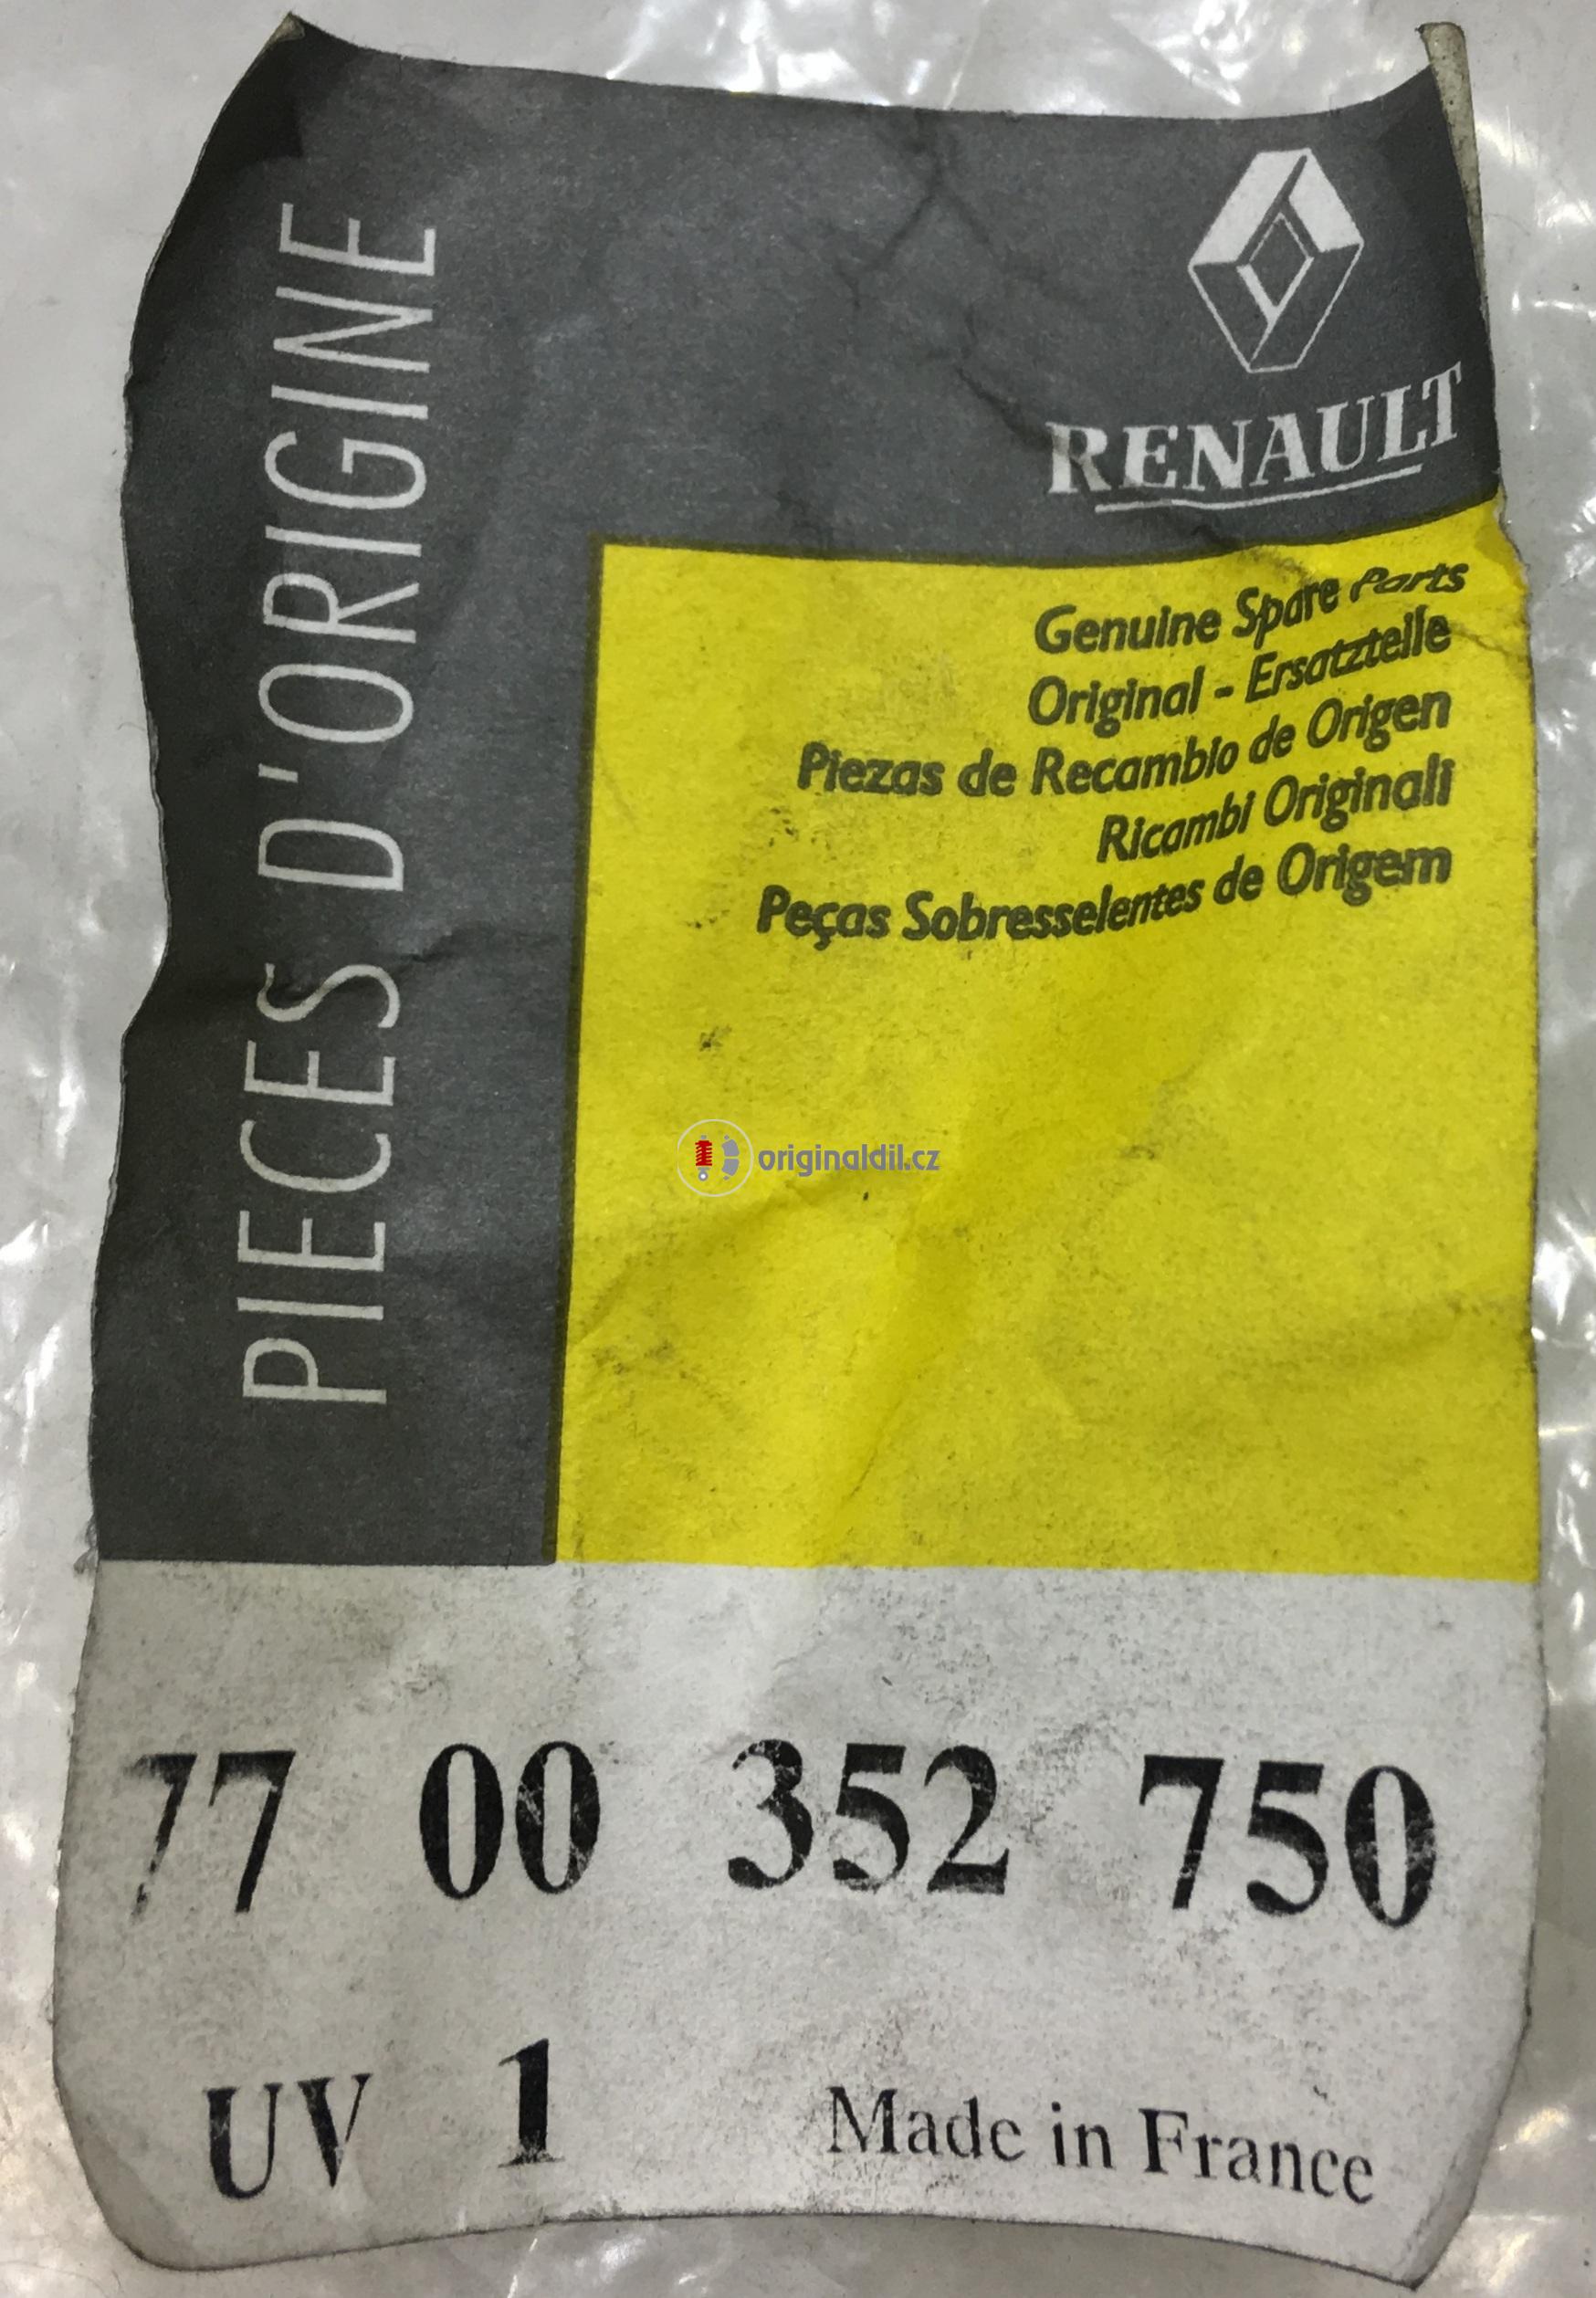 PIECES D'ORIGINE
RENAULT
Genuine Spare Parts
Original - Ersatzteile
Piezas de Recambio de Origen
Ricambi Originali
Peças Sobresselentes de Origem
originaldil.cz
77 00 352 750
UV 1 Made in France